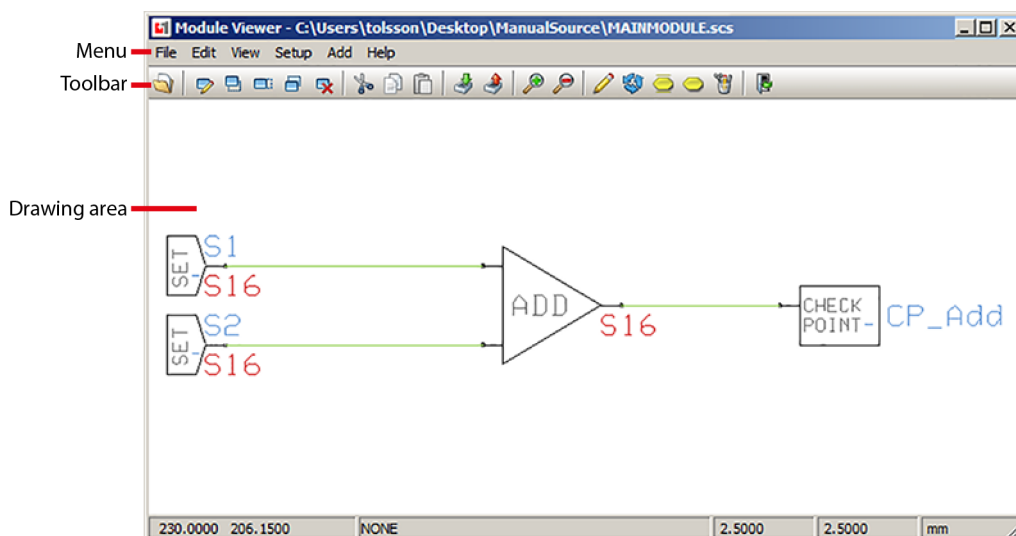 Module Viewer - C:\Users\tolsson\Desktop\ManualSource\MAINMODULE.scs
Menu
File Edit View Setup Add Help
Toolbar
Drawing area
SET
S1
S16
SET
S2
S16
ADD
S16
CHECK
POINT
CP_Add
230.0000 206.1500 NONE 2.5000 2.5000 mm